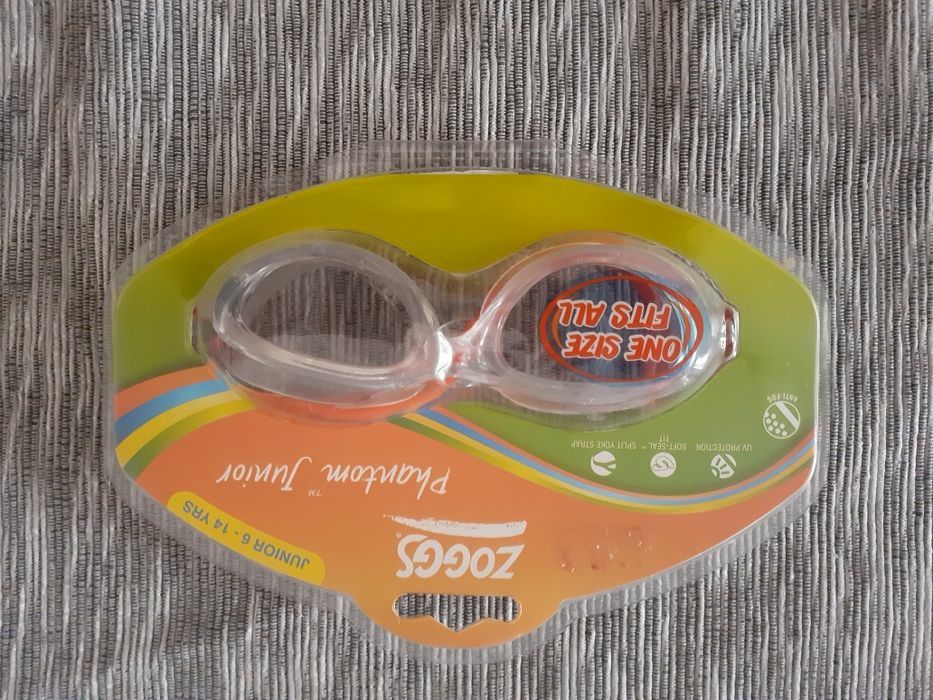 ZOGGS®
JUNIOR 6 - 14 YRS
Phantom™ Junior
UV PROTECTION
SOFT-SEAL™
FIT
SPLIT YOKE STRAP
ANTI-FOG
ONE SIZE
FITS ALL